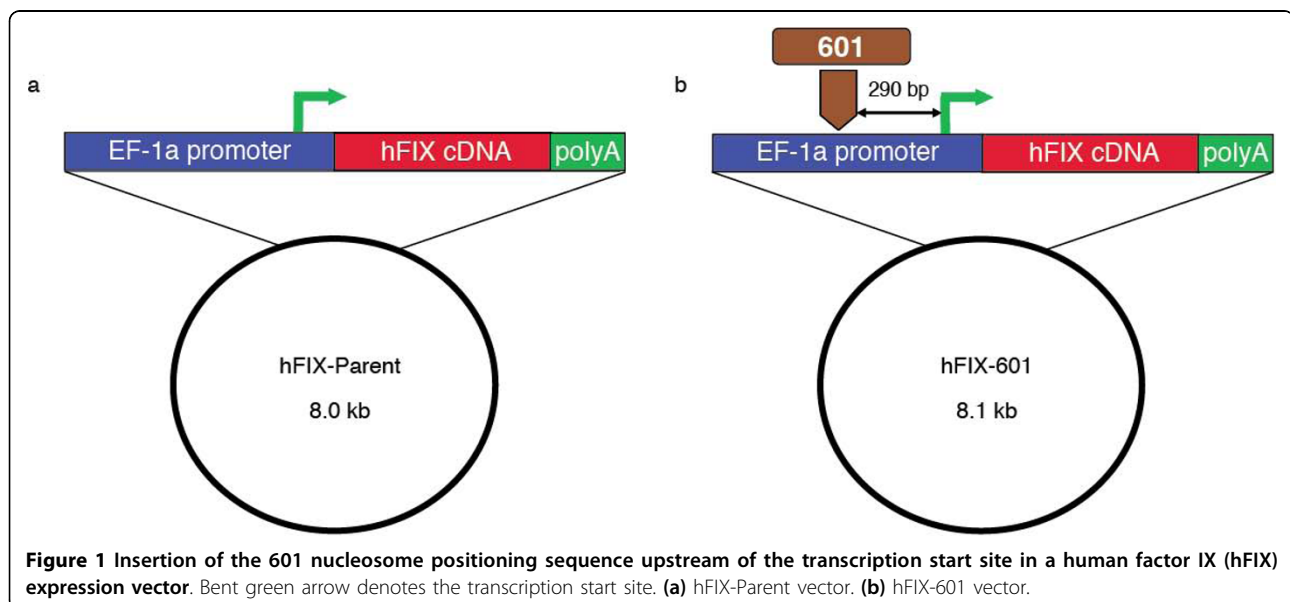 a
EF-1a promoter hFIX cDNA polyA
hFIX-Parent
8.0 kb
b
601
290 bp
EF-1a promoter hFIX cDNA polyA
hFIX-601
8.1 kb
Figure 1 Insertion of the 601 nucleosome positioning sequence upstream of the transcription start site in a human factor IX (hFIX)
expression vector. Bent green arrow denotes the transcription start site. (a) hFIX-Parent vector. (b) hFIX-601 vector.